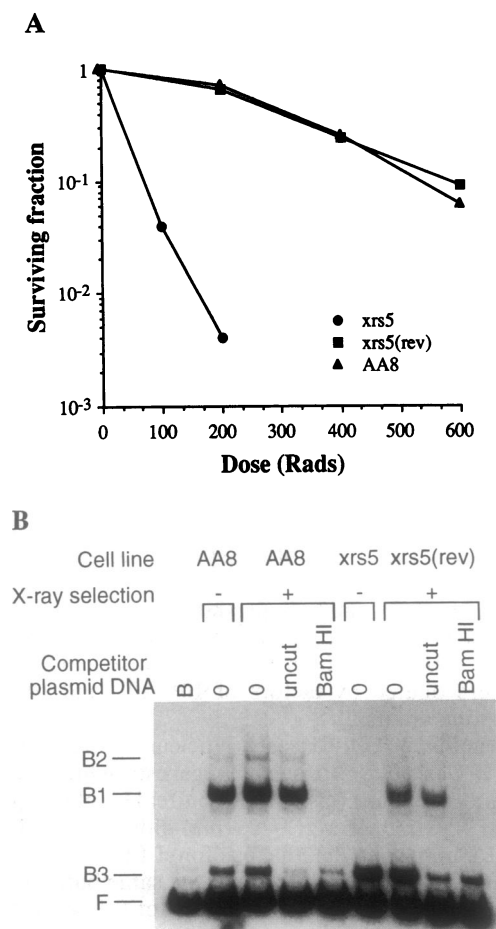 A
Surviving fraction
1
10-1
10-2
10-3
0 100 200 300 400 500 600
Dose (Rads)
xrs5
xrs5(rev)
AA8
B
Cell line AA8 AA8 xrs5 xrs5(rev)
X-ray selection - + - +
Competitor
plasmid DNA B 0 0 uncut Bam HI 0 0 uncut Bam HI
B2
B1
B3
F